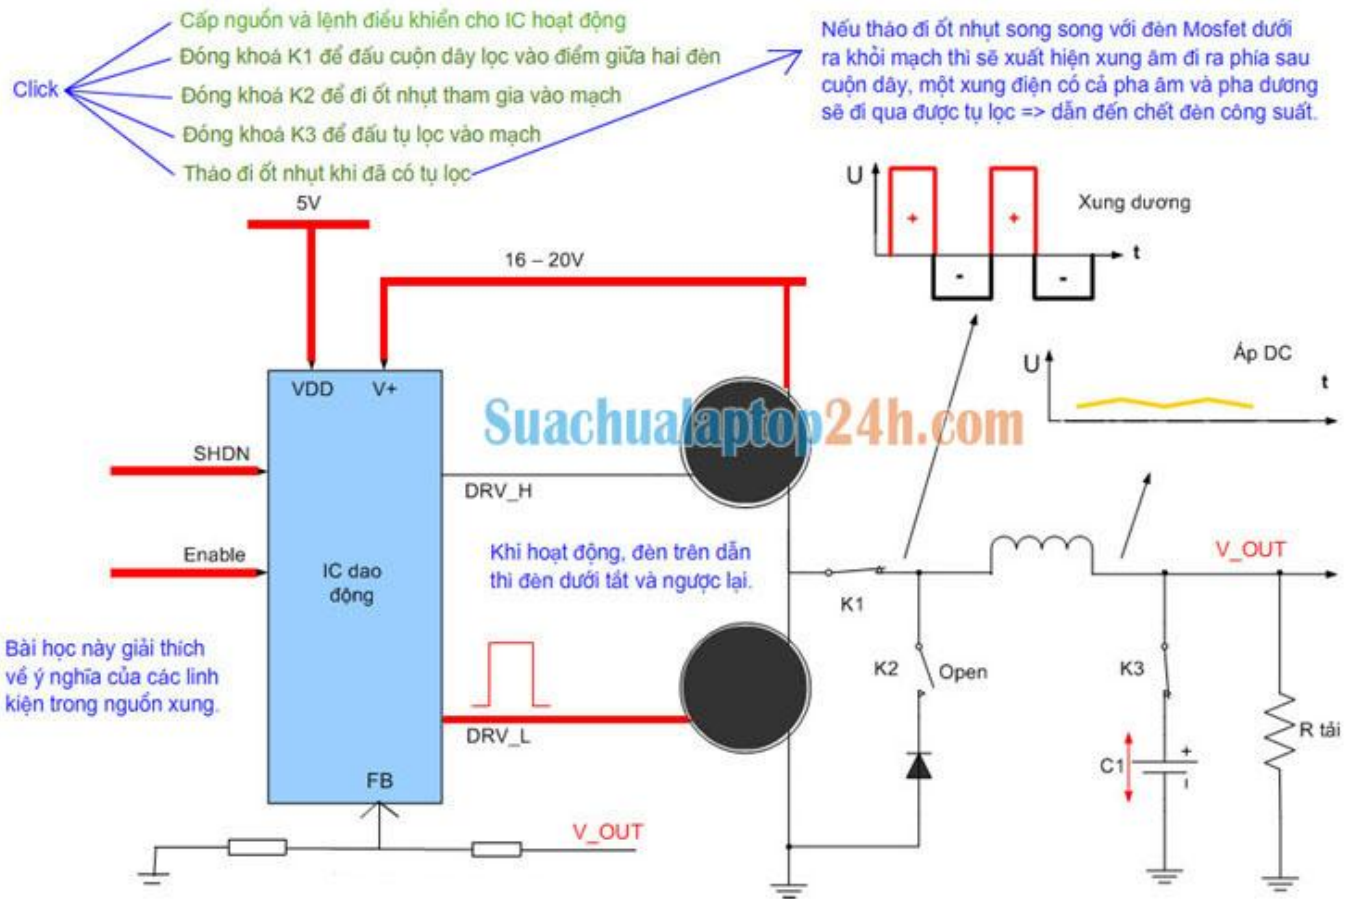 Cấp nguồn và lệnh điều khiển cho IC hoạt động
Đóng khoá K1 để đấu cuộn dây lọc vào điểm giữa hai đèn
Click
Đóng khoá K2 để đi ốt nhụt tham gia vào mạch
Đóng khoá K3 để đấu tụ lọc vào mạch
Tháo đi ốt nhụt khi đã có tụ lọc
Nếu tháo đi ốt nhụt song song với đèn Mosfet dưới
ra khỏi mạch thì sẽ xuất hiện xung âm đi ra phía sau
cuộn dây, một xung điện có cả pha âm và pha dương
sẽ đi qua được tụ lọc => dẫn đến chết đèn công suất.
U
+
+
-
-
Xung dương
t
5V
16 – 20V
U
Áp DC
t
VDD
V+
Suachualaptop24h.com
SHDN
DRV_H
Enable
IC dao
động
Khi hoạt động, đèn trên dẫn
thì đèn dưới tắt và ngược lại.
K1
V_OUT
Bài học này giải thích
về ý nghĩa của các linh
kiện trong nguồn xung.
K2
Open
K3
DRV_L
R tải
C1
+
–
FB
V_OUT